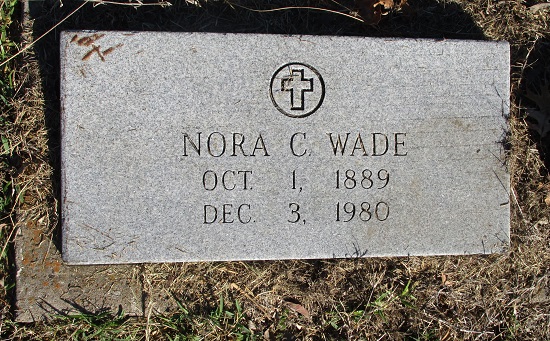 NORA C. WADE
OCT. 1, 1889
DEC. 3, 1980